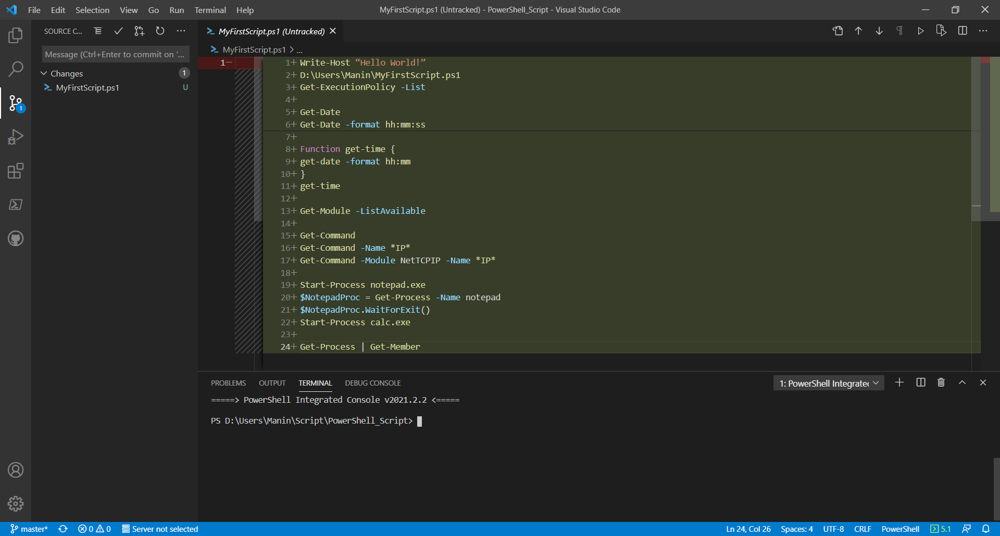 File Edit Selection View Go Run Terminal Help
MyFirstScript.ps1 (Untracked) - PowerShell_Script - Visual Studio Code
SOURCE C...
MyFirstScript.ps1 (Untracked)
Message (Ctrl+Enter to commit on '...
MyFirstScript.ps1 > ...
Changes 1
MyFirstScript.ps1 U
1
1—
1+ Write-Host “Hello World!”
2+ D:\Users\Manin\MyFirstScript.ps1
3+ Get-ExecutionPolicy -List
4+
5+ Get-Date
6+ Get-Date -format hh:mm:ss
7+
8+ Function get-time {
9+ get-date -format hh:mm
10+ }
11+ get-time
12+
13+ Get-Module -ListAvailable
14+
15+ Get-Command
16+ Get-Command -Name *IP*
17+ Get-Command -Module NetTCPIP -Name *IP*
18+
19+ Start-Process notepad.exe
20+ $NotepadProc = Get-Process -Name notepad
21+ $NotepadProc.WaitForExit()
22+ Start-Process calc.exe
23+
24+ Get-Process | Get-Member
PROBLEMS OUTPUT TERMINAL DEBUG CONSOLE
1: PowerShell Integrate
=====> PowerShell Integrated Console v2021.2.2 <=====
PS D:\Users\Manin\Script\PowerShell_Script>
master* 0 0 Server not selected
Ln 24, Col 26 Spaces: 4 UTF-8 CRLF PowerShell 5.1